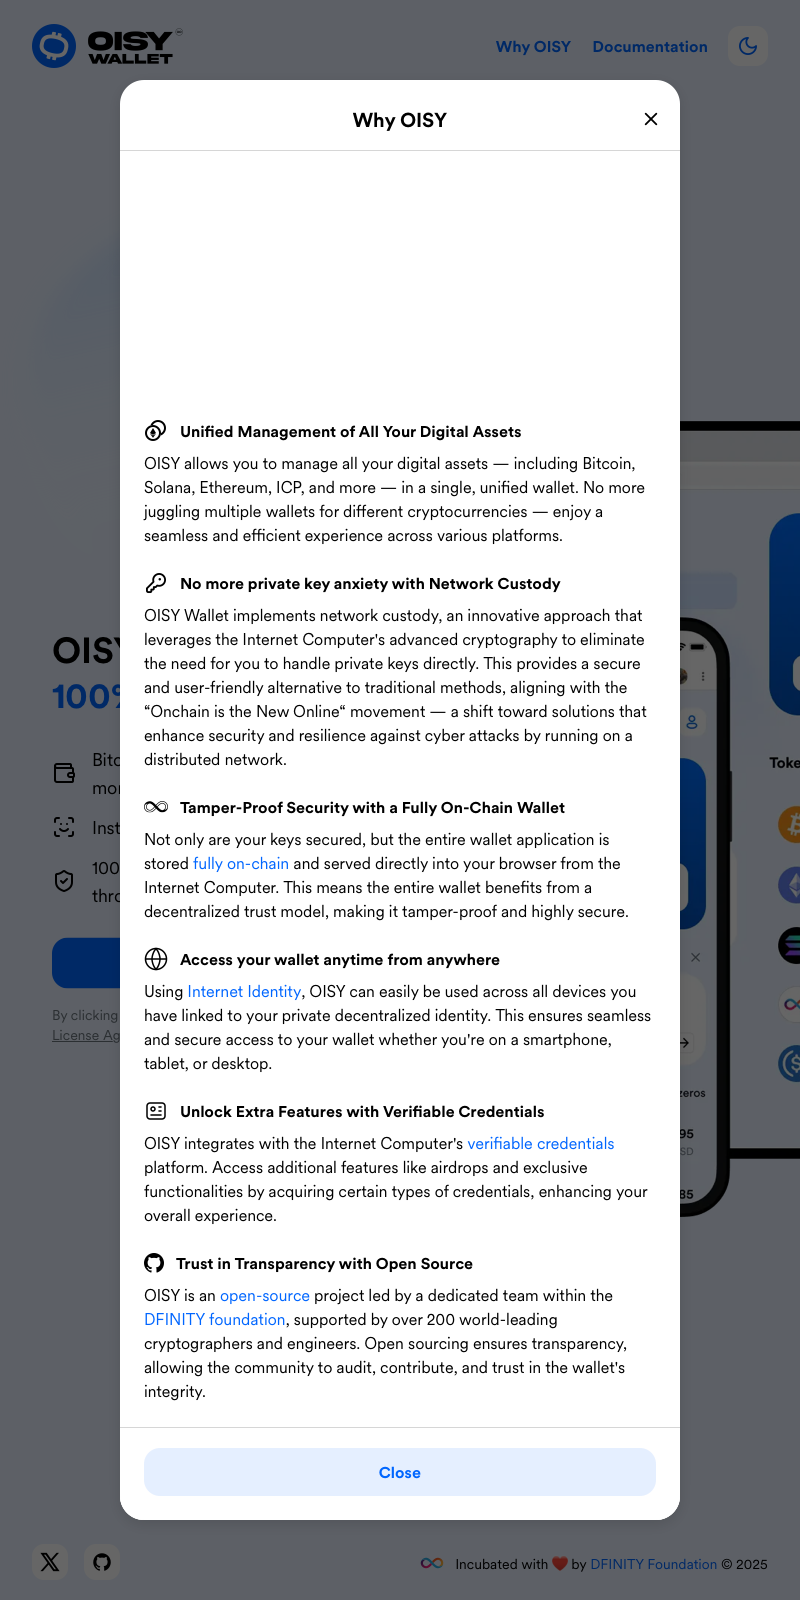 OISY
WALLET
Why OISY
Documentation
Why OISY
Unified Management of All Your Digital Assets
OISY allows you to manage all your digital assets — including Bitcoin,
Solana, Ethereum, ICP, and more — in a single, unified wallet. No more
juggling multiple wallets for different cryptocurrencies — enjoy a
seamless and efficient experience across various platforms.
No more private key anxiety with Network Custody
OISY Wallet implements network custody, an innovative approach that
leverages the Internet Computer's advanced cryptography to eliminate
the need for you to handle private keys directly. This provides a secure
and user-friendly alternative to traditional methods, aligning with the
“Onchain is the New Online“ movement — a shift toward solutions that
enhance security and resilience against cyber attacks by running on a
distributed network.
Tamper-Proof Security with a Fully On-Chain Wallet
Not only are your keys secured, but the entire wallet application is
stored fully on-chain and served directly into your browser from the
Internet Computer. This means the entire wallet benefits from a
decentralized trust model, making it tamper-proof and highly secure.
Access your wallet anytime from anywhere
Using Internet Identity, OISY can easily be used across all devices you
have linked to your private decentralized identity. This ensures seamless
and secure access to your wallet whether you're on a smartphone,
tablet, or desktop.
Unlock Extra Features with Verifiable Credentials
OISY integrates with the Internet Computer's verifiable credentials
platform. Access additional features like airdrops and exclusive
functionalities by acquiring certain types of credentials, enhancing your
overall experience.
Trust in Transparency with Open Source
OISY is an open-source project led by a dedicated team within the
DFINITY foundation, supported by over 200 world-leading
cryptographers and engineers. Open sourcing ensures transparency,
allowing the community to audit, contribute, and trust in the wallet's
integrity.
Close
OISY
100%
By clicking
License Ag
Toke
zeros
95
SD
85
Incubated with ❤️ by DFINITY Foundation © 2025